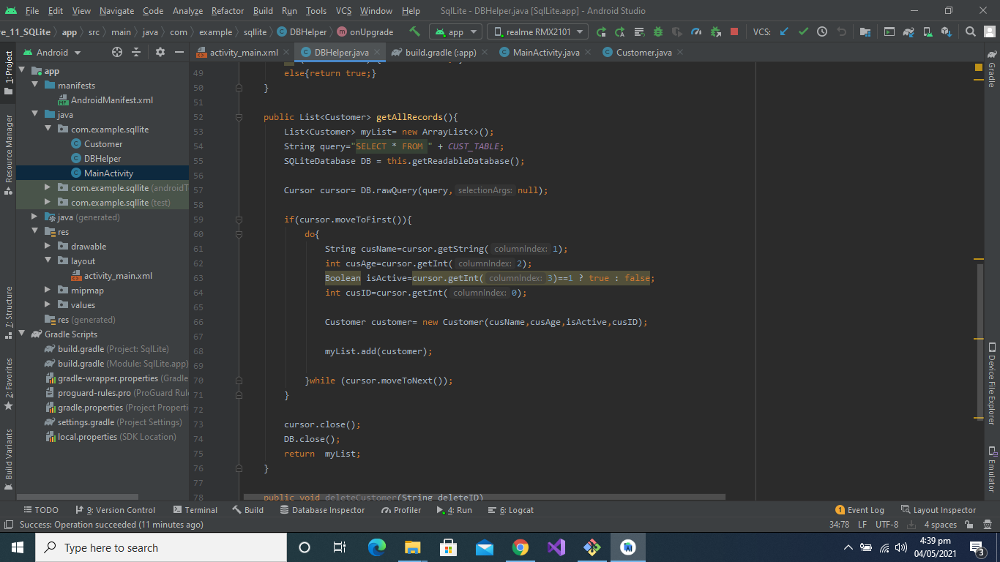 File Edit View Navigate Code Analyze Refactor Build Run Tools VCS Window Help SqlLite - DBHelper.java [SqlLite.app] - Android Studio
re_11_SQLite app src main java com example sqllite DBHelper onUpgrade app realme RMX2101 VCS:
Android
activity_main.xml DBHelper.java build.gradle (:app) MainActivity.java Customer.java
1: Project
Resource Manager
7: Structure
2: Favorites
Build Variants
app
manifests
AndroidManifest.xml
java
com.example.sqllite
Customer
DBHelper
MainActivity
com.example.sqllite (androidT
com.example.sqllite (test)
java (generated)
res
drawable
layout
activity_main.xml
mipmap
values
res (generated)
Gradle Scripts
build.gradle (Project: SqlLite)
build.gradle (Module: SqlLite.app)
gradle-wrapper.properties (Gradle
proguard-rules.pro (ProGuard Rule
gradle.properties (Project Properti
settings.gradle (Project Settings)
local.properties (SDK Location)
49 else{return true;}
50 }
51
52 public List<Customer> getAllRecords(){
53 List<Customer> myList= new ArrayList<>();
54 String query="SELECT * FROM " + CUST_TABLE;
55 SQLiteDatabase DB = this.getReadableDatabase();
56
57 Cursor cursor= DB.rawQuery(query, selectionArgs: null);
58
59 if(cursor.moveToFirst()){
60 do{
61 String cusName=cursor.getString( columnIndex: 1);
62 int cusAge=cursor.getInt( columnIndex: 2);
63 Boolean isActive=cursor.getInt( columnIndex: 3)==1 ? true : false;
64 int cusID=cursor.getInt( columnIndex: 0);
65
66 Customer customer= new Customer(cusName,cusAge,isActive,cusID);
67
68 myList.add(customer);
69
70 }while (cursor.moveToNext());
71 }
72
73 cursor.close();
74 DB.close();
75 return myList;
76 }
77
78 public void deleteCustomer(String deleteID)
Gradle
Device File Explorer
Emulator
TODO 9: Version Control Terminal Build Database Inspector Profiler 4: Run 6: Logcat 1 Event Log Layout Inspector
Success: Operation succeeded (11 minutes ago) 34:78 LF UTF-8 4 spaces
Type here to search 4:39 pm
04/05/2021 3